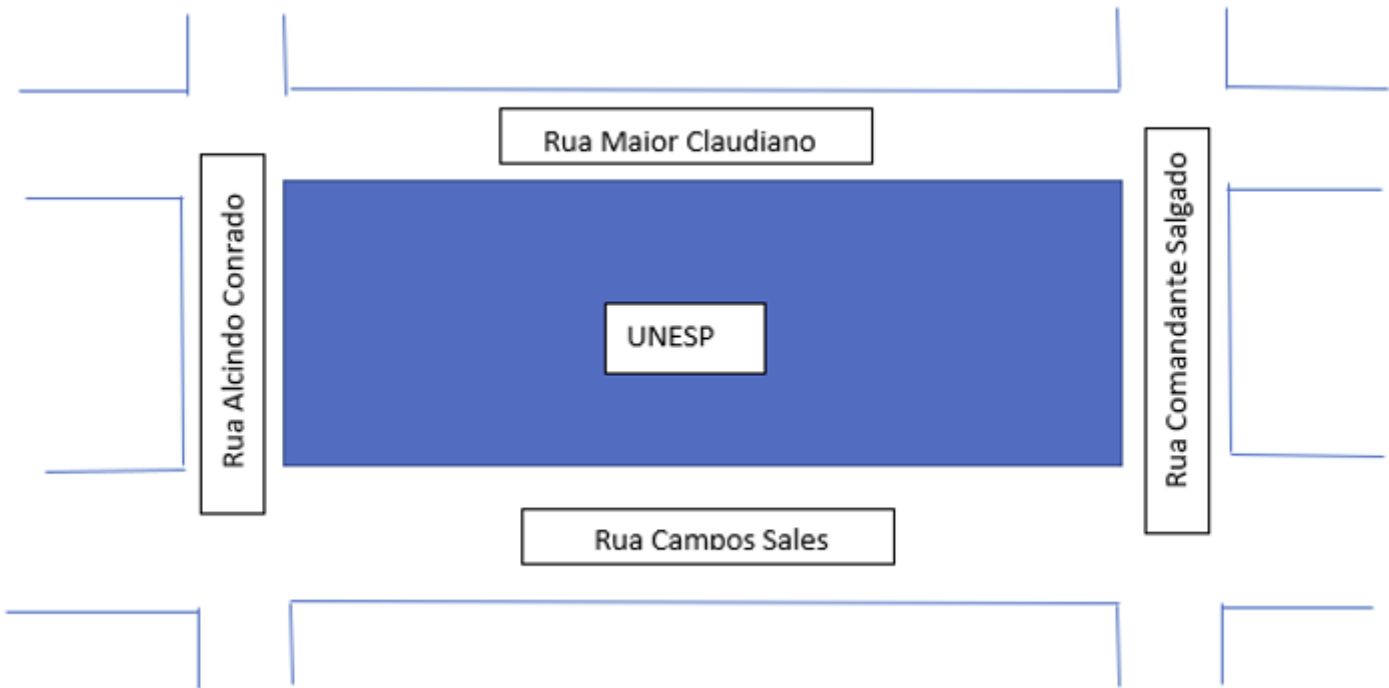 Rua Maior Claudiano
Rua Alcindo Conrado
UNESP
Rua Comandante Salgado
Rua Campos Sales